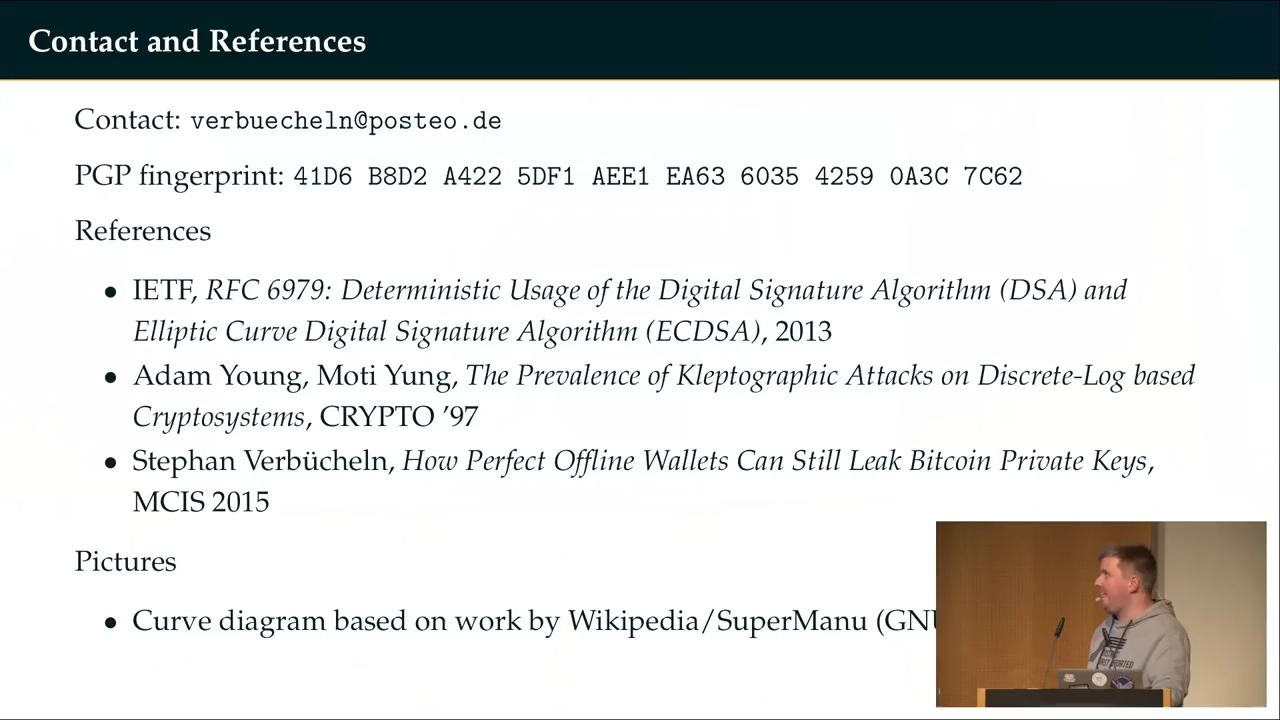 Contact and References
Contact: verbuecheln@posteo.de
PGP fingerprint: 41D6 B8D2 A422 5DF1 AEE1 EA63 6035 4259 0A3C 7C62
References
• IETF, RFC 6979: Deterministic Usage of the Digital Signature Algorithm (DSA) and
Elliptic Curve Digital Signature Algorithm (ECDSA), 2013
• Adam Young, Moti Yung, The Prevalence of Kleptographic Attacks on Discrete-Log based
Cryptosystems, CRYPTO ’97
• Stephan Verbücheln, How Perfect Offline Wallets Can Still Leak Bitcoin Private Keys,
MCIS 2015
Pictures
• Curve diagram based on work by Wikipedia/SuperManu (GNU